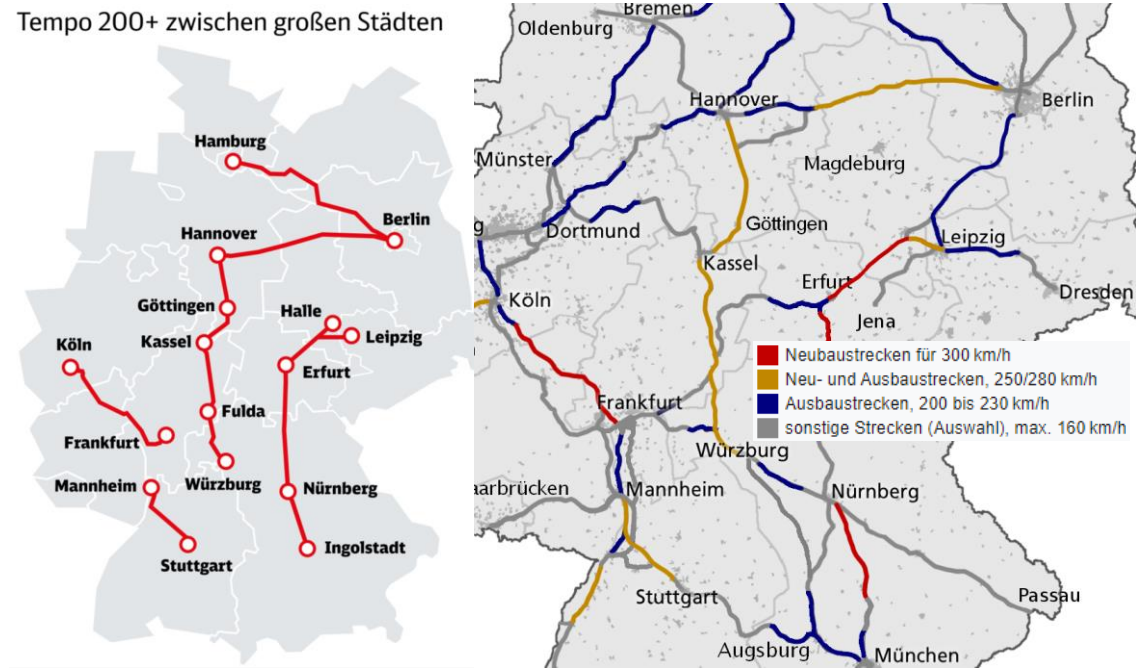 Tempo 200+ zwischen großen Städten
Hamburg
Berlin
Hannover
Göttingen
Halle
Leipzig
Kassel
Köln
Erfurt
Fulda
Frankfurt
Würzburg
Mannheim
Nürnberg
Stuttgart
Ingolstadt
Bremen
Oldenburg
Hannover
Berlin
Münster
Magdeburg
Dortmund
Göttingen
Leipzig
Kassel
Erfurt
Dresden
Köln
Jena
Neubaustrecken für 300 km/h
Neu- und Ausbaustrecken, 250/280 km/h
Ausbaustrecken, 200 bis 230 km/h
sonstige Strecken (Auswahl), max. 160 km/h
Frankfurt
Würzburg
aarbrücken
Mannheim
Nürnberg
Stuttgart
Passau
Augsburg
München